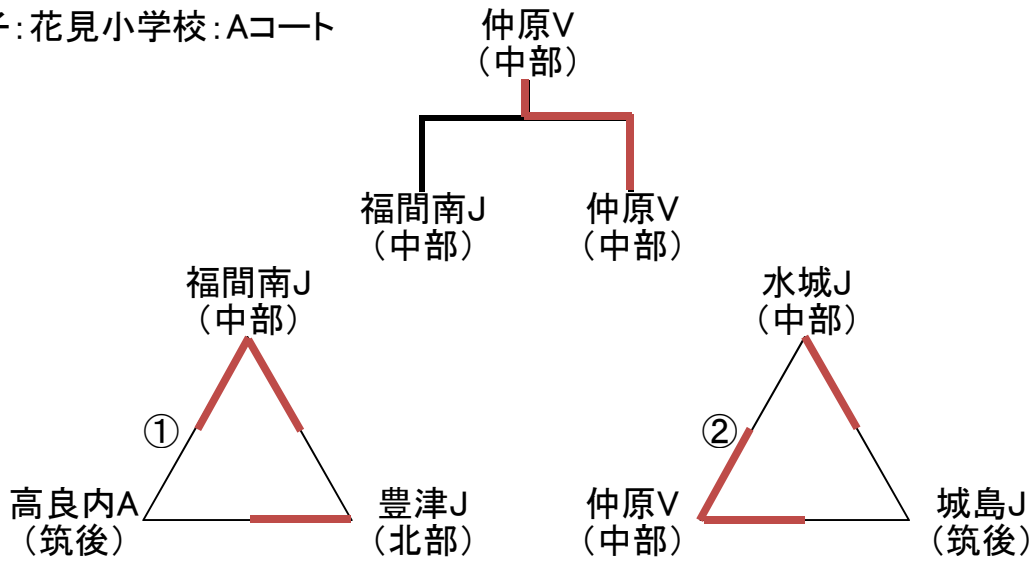 ：花見小学校：Aコート
仲原V
（中部）
福間南J
（中部）
仲原V
（中部）
福間南J
（中部）
水城J
（中部）
①
②
高良内A
（筑後）
豊津J
（北部）
仲原V
（中部）
城島J
（筑後）